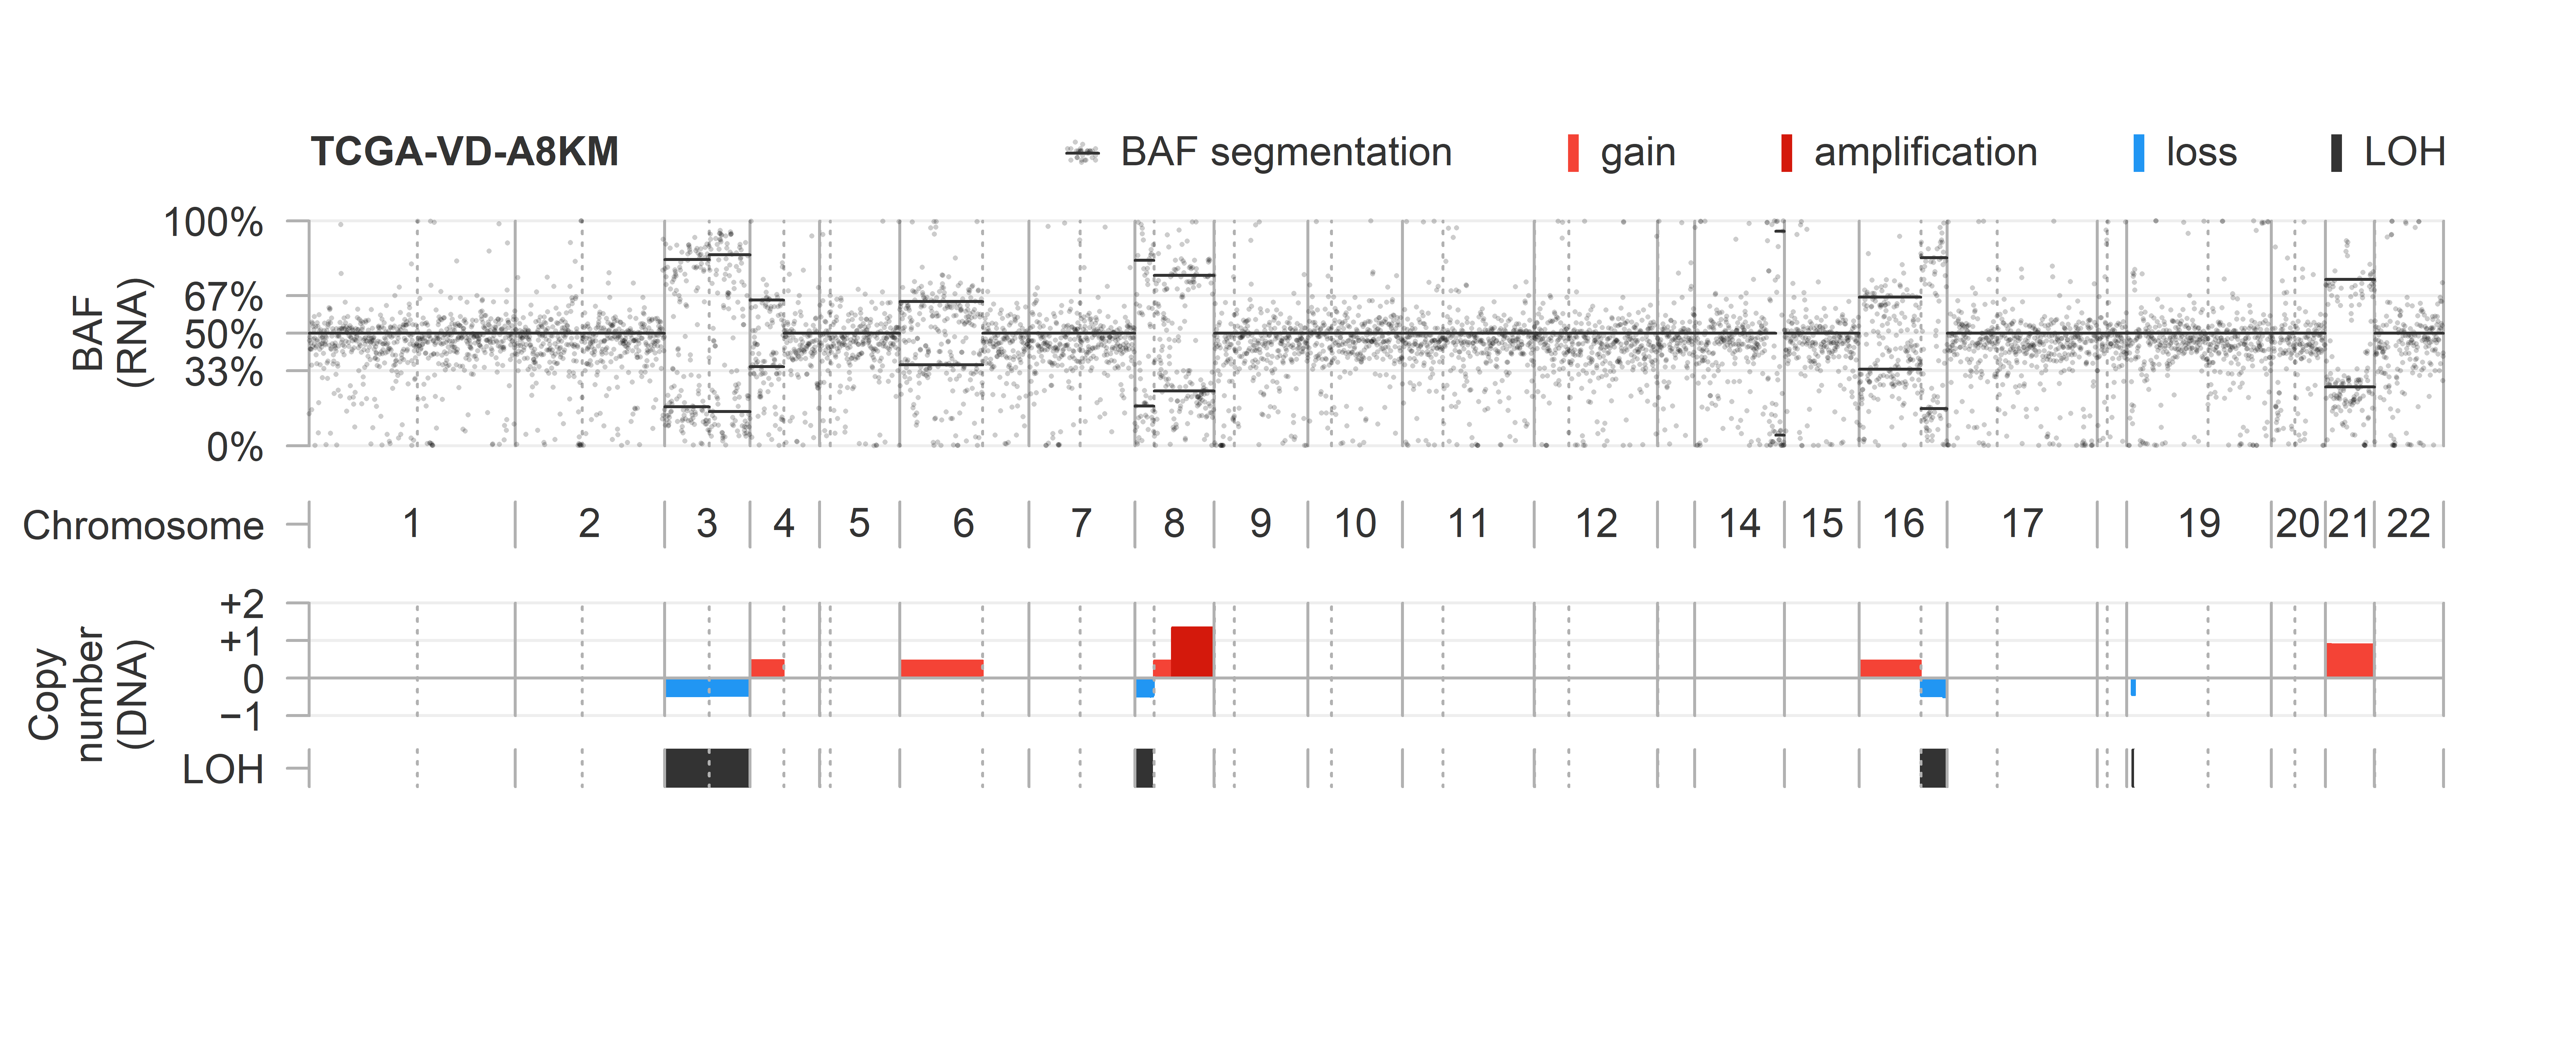 TCGA-VD-A8KM
BAF segmentation
gain
amplification
loss
LOH
BAF
(RNA)
100%
67%
50%
33%
0%
Chromosome
1 2 3 4 5 6 7 8 9 10 11 12 14 15 16 17 19 20 21 22
Copy
number
(DNA)
+2
+1
0
−1
LOH